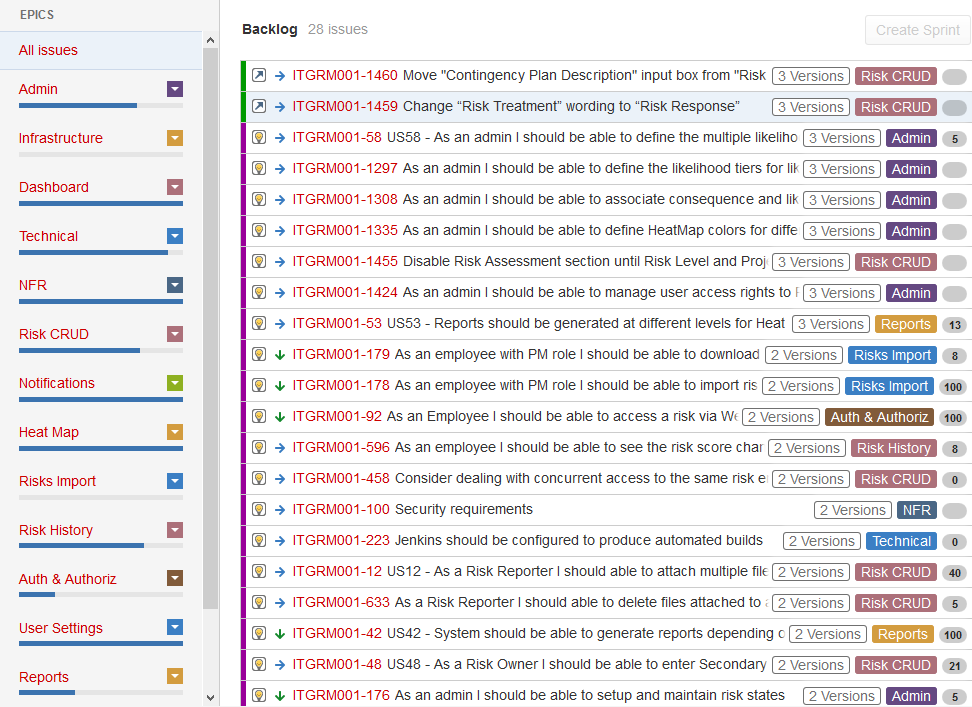 EPICS
All issues
Admin
Infrastructure
Dashboard
Technical
NFR
Risk CRUD
Notifications
Heat Map
Risks Import
Risk History
Auth & Authoriz
User Settings
Reports
Backlog 28 issues
Create Sprint
ITGRM001-1460 Move "Contingency Plan Description" input box from "Risk 3 Versions Risk CRUD
ITGRM001-1459 Change “Risk Treatment” wording to “Risk Response” 3 Versions Risk CRUD
ITGRM001-58 US58 - As an admin I should be able to define the multiple likeliho 3 Versions Admin 5
ITGRM001-1297 As an admin I should be able to define the likelihood tiers for lik 3 Versions Admin
ITGRM001-1308 As an admin I should be able to associate consequence and lik 3 Versions Admin
ITGRM001-1335 As an admin I should be able to define HeatMap colors for diffe 3 Versions Admin
ITGRM001-1455 Disable Risk Assessment section until Risk Level and Proj 3 Versions Risk CRUD
ITGRM001-1424 As an admin I should be able to manage user access rights to 3 Versions Admin
ITGRM001-53 US53 - Reports should be generated at different levels for Heat 3 Versions Reports 13
ITGRM001-179 As an employee with PM role I should be able to download 2 Versions Risks Import 8
ITGRM001-178 As an employee with PM role I should be able to import ris 2 Versions Risks Import 100
ITGRM001-92 As an Employee I should be able to access a risk via We 2 Versions Auth & Authoriz 100
ITGRM001-596 As an employee I should be able to see the risk score char 2 Versions Risk History 8
ITGRM001-458 Consider dealing with concurrent access to the same risk e 2 Versions Risk CRUD 0
ITGRM001-100 Security requirements 2 Versions NFR
ITGRM001-223 Jenkins should be configured to produce automated builds 2 Versions Technical 0
ITGRM001-12 US12 - As a Risk Reporter I should able to attach multiple file 2 Versions Risk CRUD 40
ITGRM001-633 As a Risk Reporter I should able to delete files attached to a 2 Versions Risk CRUD 5
ITGRM001-42 US42 - System should be able to generate reports depending o 2 Versions Reports 100
ITGRM001-48 US48 - As a Risk Owner I should be able to enter Secondary 2 Versions Risk CRUD 21
ITGRM001-176 As an admin I should be able to setup and maintain risk states 2 Versions Admin 5